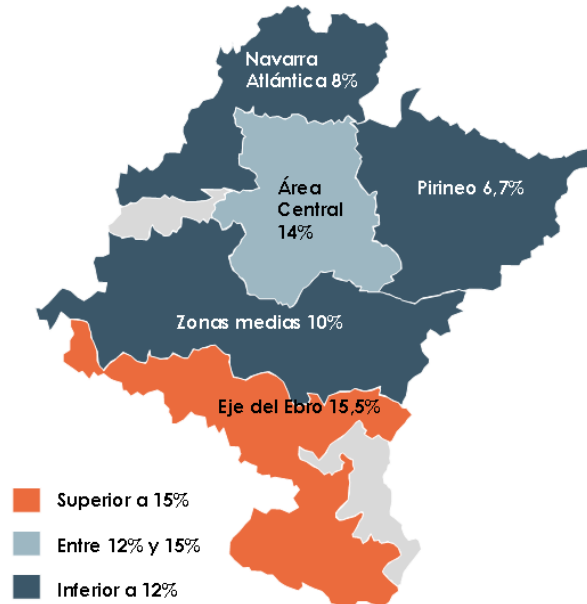 Navarra
Atlántica 8%
Pirineo 6,7%
Área
Central
14%
Zonas medias 10%
Eje del Ebro 15,5%
Superior a 15%
Entre 12% y 15%
Inferior a 12%